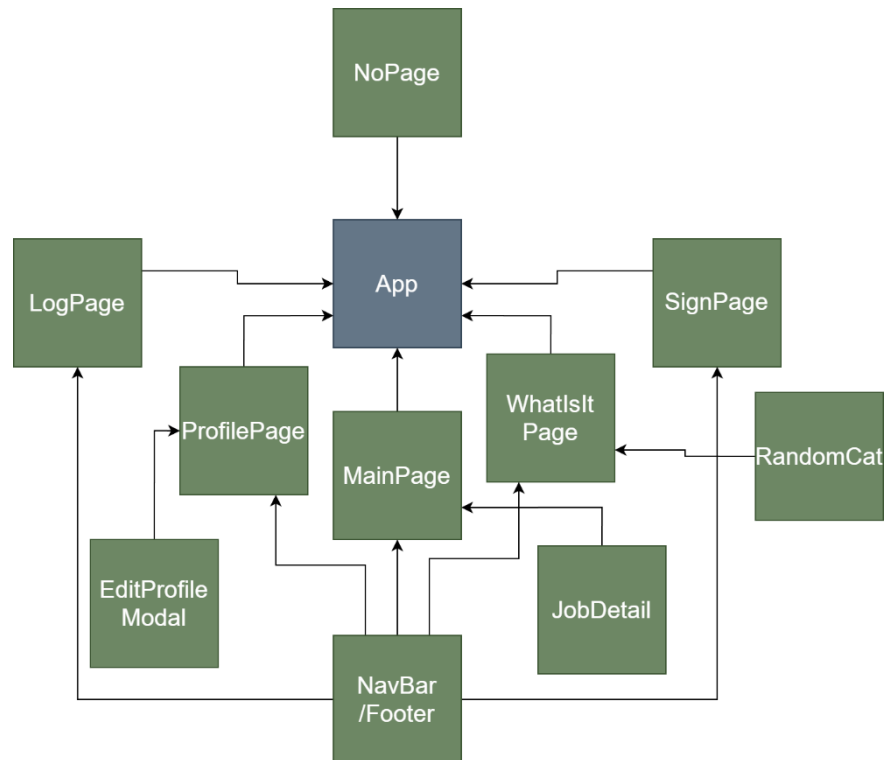 NoPage
App
LogPage
SignPage
ProfilePage
WhatIsIt
Page
MainPage
RandomCat
EditProfile
Modal
JobDetail
NavBar
/Footer